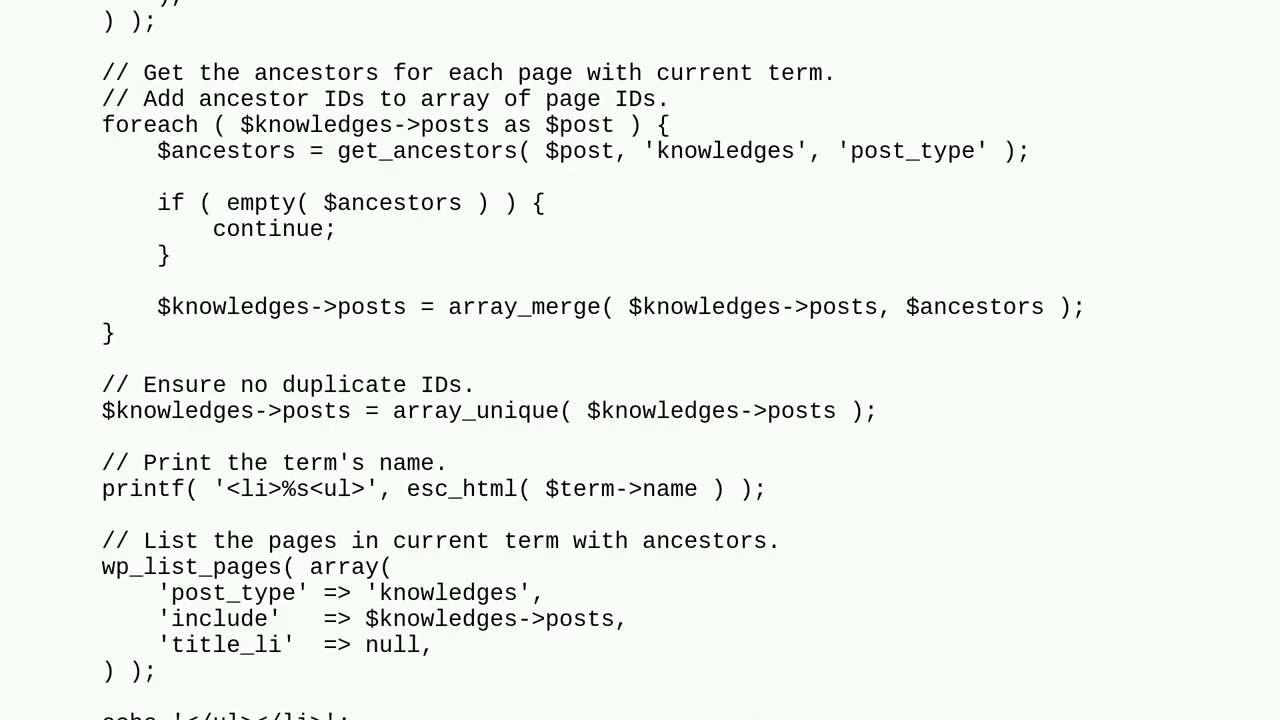 ) );
// Get the ancestors for each page with current term.
// Add ancestor IDs to array of page IDs.
foreach ( $knowledges->posts as $post ) {
    $ancestors = get_ancestors( $post, 'knowledges', 'post_type' );
    if ( empty( $ancestors ) ) {
        continue;
    }
    $knowledges->posts = array_merge( $knowledges->posts, $ancestors );
}
// Ensure no duplicate IDs.
$knowledges->posts = array_unique( $knowledges->posts );
// Print the term's name.
printf( '<li>%s<ul>', esc_html( $term->name ) );
// List the pages in current term with ancestors.
wp_list_pages( array(
    'post_type' => 'knowledges',
    'include'   => $knowledges->posts,
    'title_li'  => null,
) );
echo '</ul></li>';